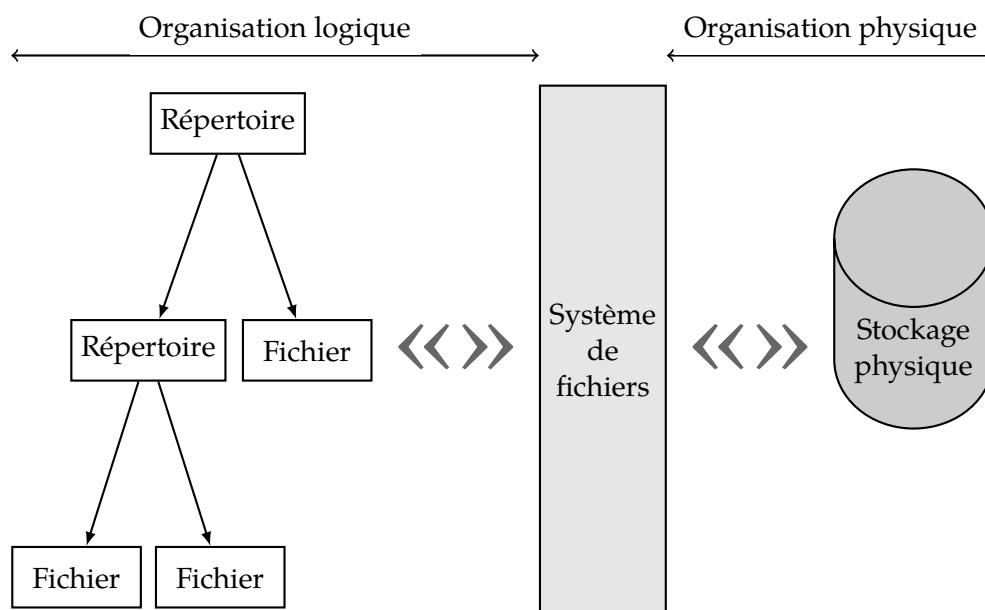 Organisation logique
Organisation physique
Répertoire
Répertoire
Fichier
Fichier
Fichier
Système
de
fichiers
Stockage
physique